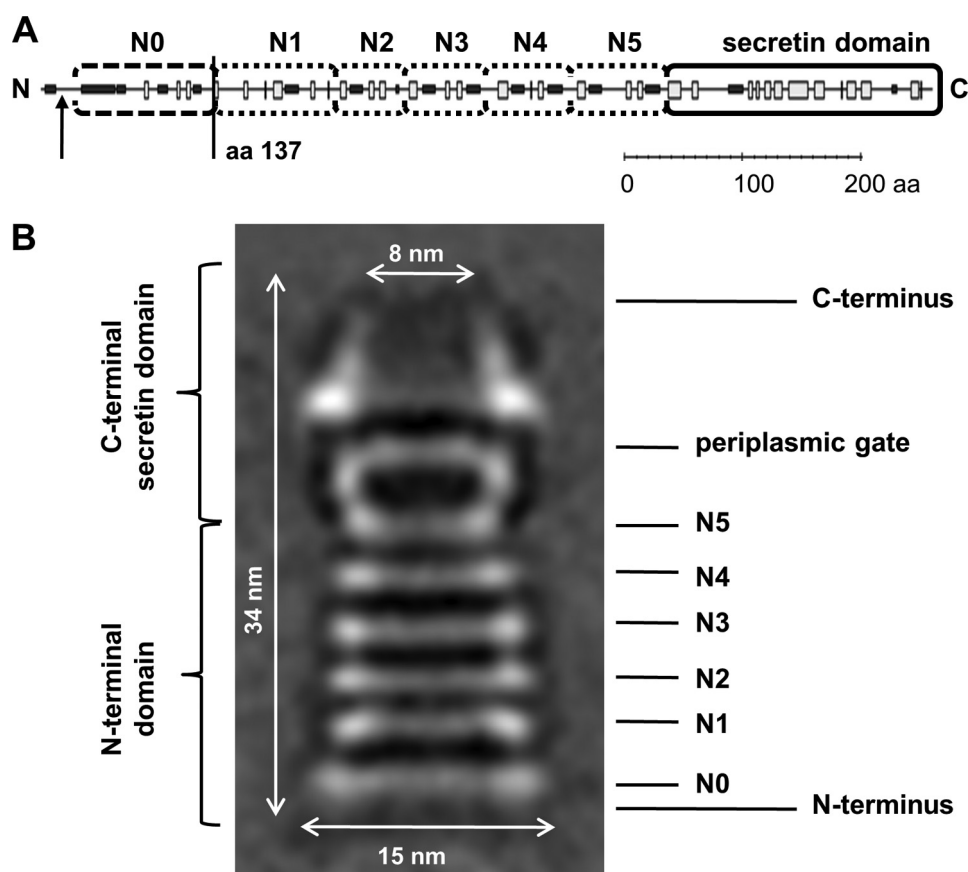 A
N0 N1 N2 N3 N4 N5 secretin domain
N C
aa 137
0 100 200 aa
B
8 nm
34 nm
15 nm
C-terminal
secretin domain
N-terminal
domain
C-terminus
periplasmic gate
N5
N4
N3
N2
N1
N0
N-terminus